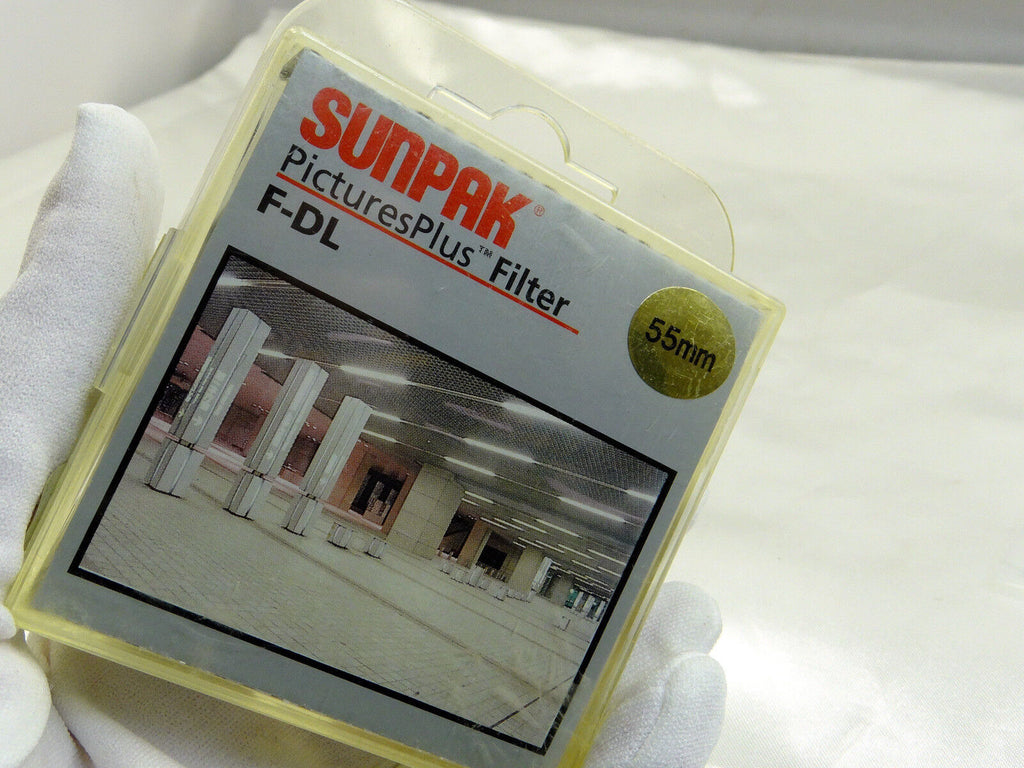 SUNPAK®
PicturesPlus™ Filter
F-DL
55mm